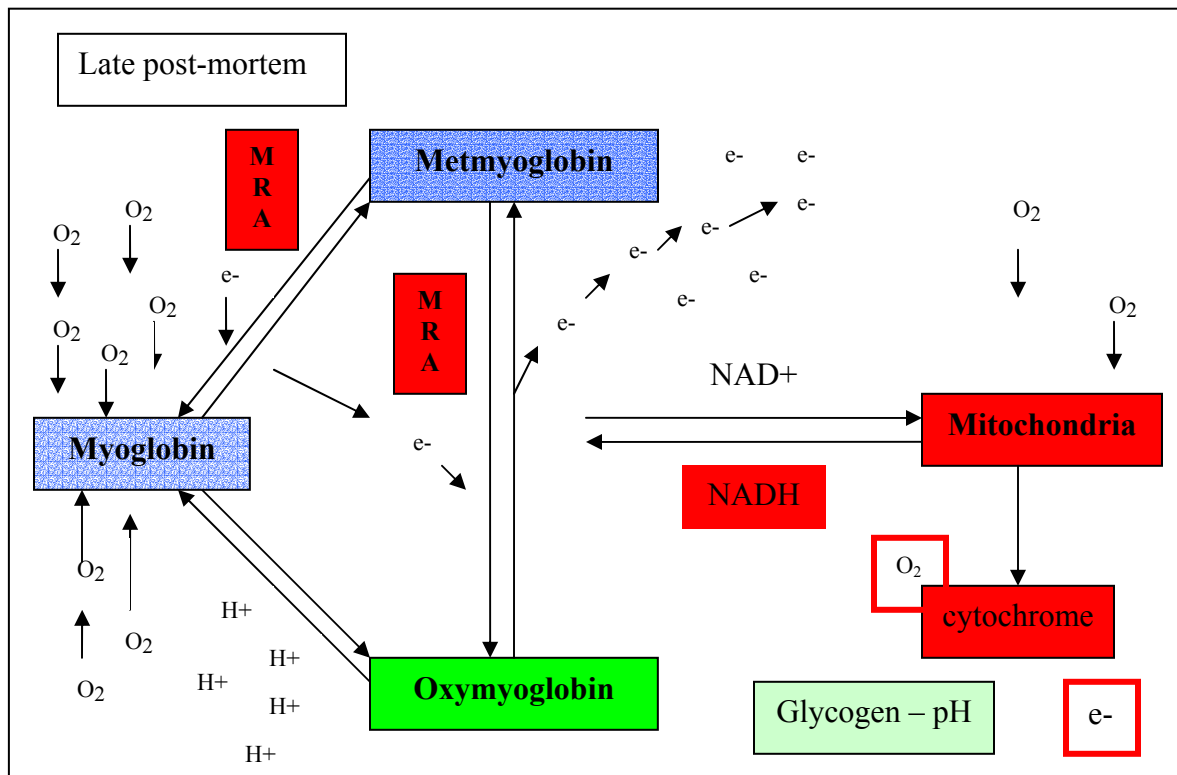 Late post-mortem
M
R
A
Metmyoglobin
e- e-
e-
O2
O2
O2
e-
e-
e-
e-
M
R
A
e-
e-
O2
O2
O2
O2
e-
NAD+
Myoglobin
e-
Mitochondria
NADH
O2
O2
cytochrome
H+
O2
H+
O2
H+
H+
H+
Oxymyoglobin
Glycogen – pH
e-